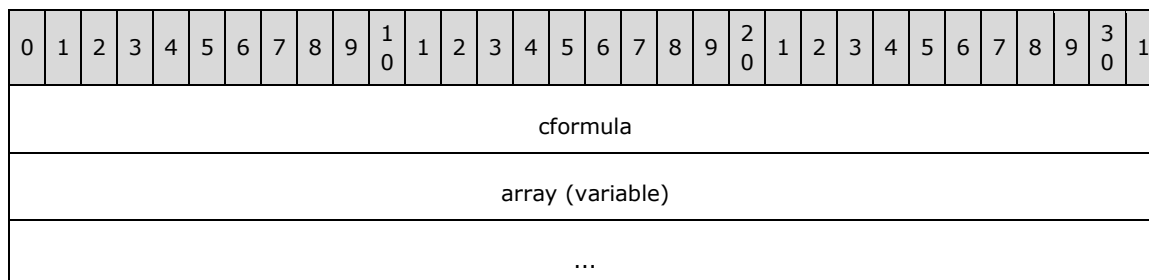 0 1 2 3 4 5 6 7 8 9 1 0 1 2 3 4 5 6 7 8 9 2 0 1 2 3 4 5 6 7 8 9 3 0 1
cformula
array (variable)
...